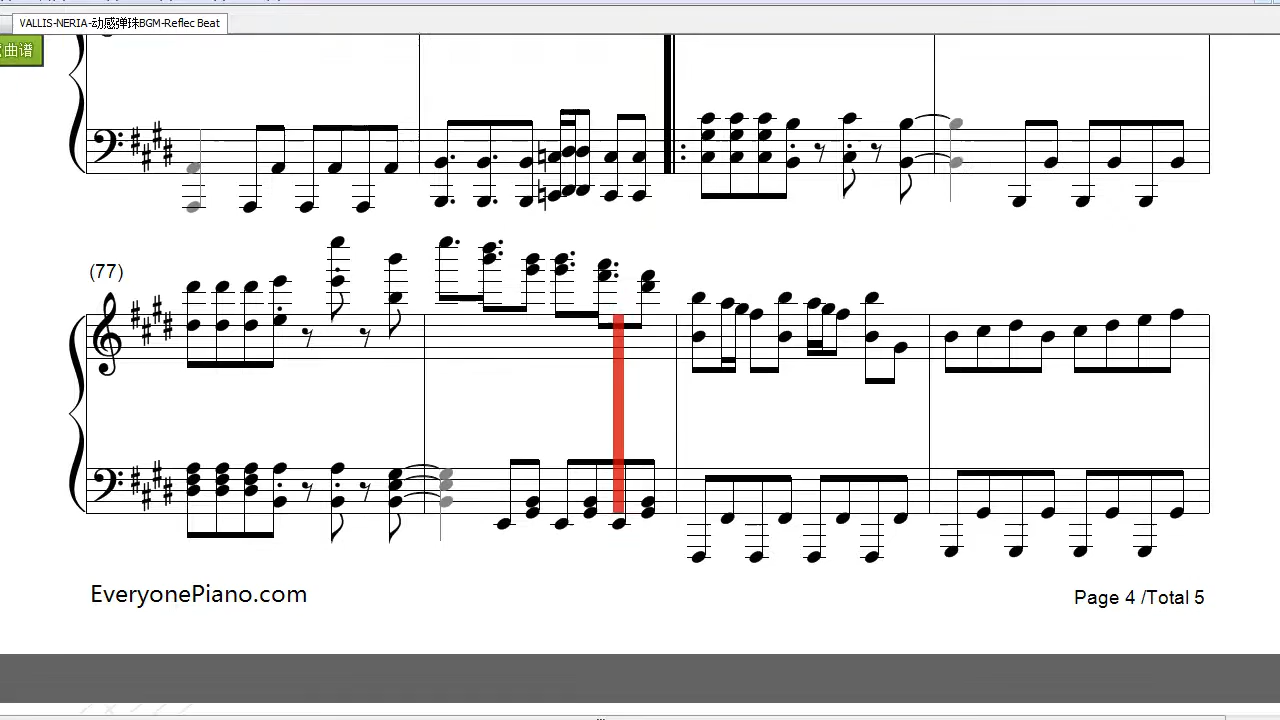 VALLIS-NERIA-动感弹珠BGM-Reflec Beat
曲谱
(77)
EveryonePiano.com
Page 4 /Total 5